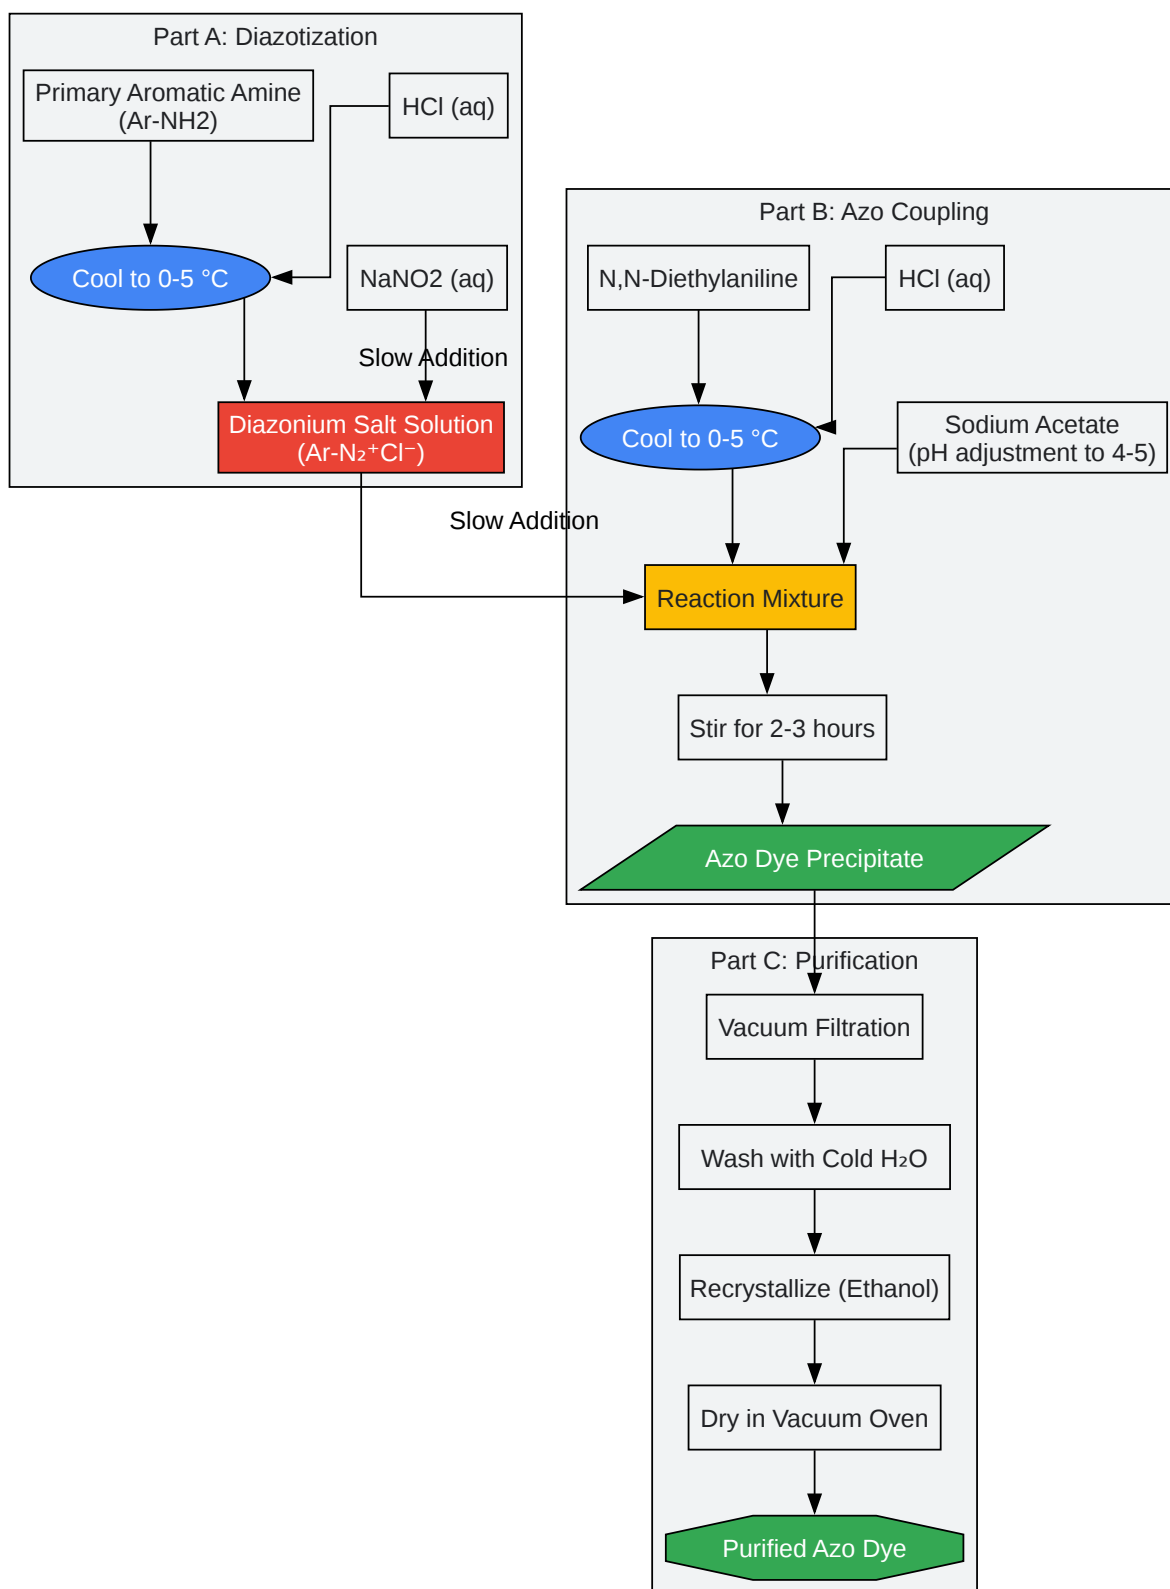 Part A: Diazotization
Primary Aromatic Amine
(Ar-NH2)
HCl (aq)
Cool to 0-5 °C
NaNO2 (aq)
Slow Addition
Diazonium Salt Solution
(Ar-N₂⁺Cl⁻)
Slow Addition
Part B: Azo Coupling
N,N-Diethylaniline
HCl (aq)
Cool to 0-5 °C
Sodium Acetate
(pH adjustment to 4-5)
Reaction Mixture
Stir for 2-3 hours
Azo Dye Precipitate
Part C: Purification
Vacuum Filtration
Wash with Cold H₂O
Recrystallize (Ethanol)
Dry in Vacuum Oven
Purified Azo Dye